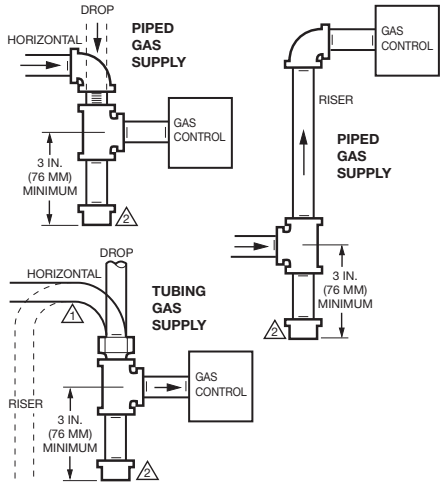 DROP
HORIZONTAL
PIPED
GAS
SUPPLY
GAS
CONTROL
3 IN.
(76 MM)
MINIMUM
2
GAS
CONTROL
RISER
PIPED
GAS
SUPPLY
3 IN.
(76 MM)
MINIMUM
2
DROP
HORIZONTAL
1
TUBING
GAS
SUPPLY
GAS
CONTROL
RISER
3 IN.
(76 MM)
MINIMUM
2